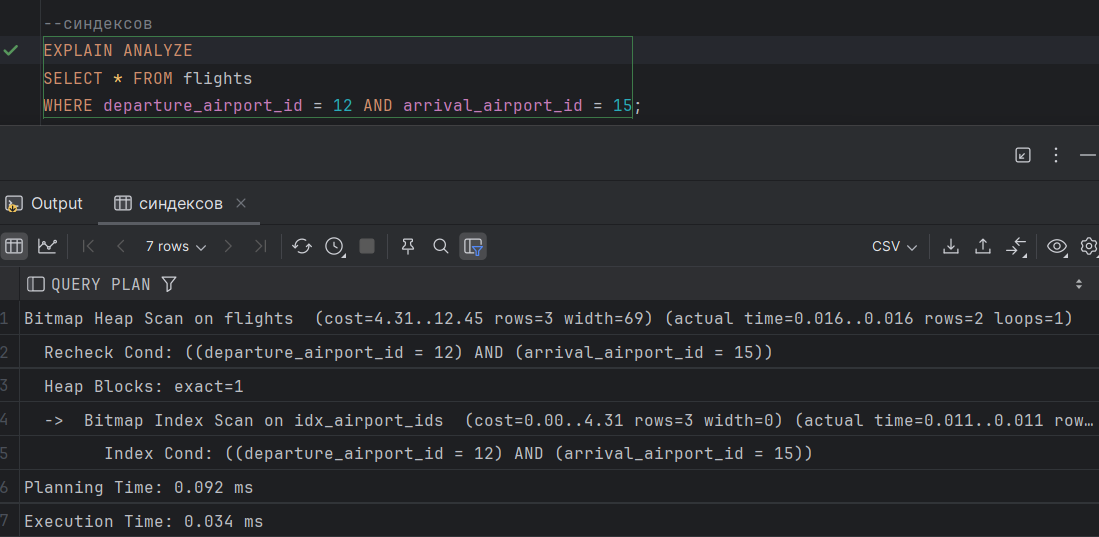 --синдексов
EXPLAIN ANALYZE
SELECT * FROM flights
WHERE departure_airport_id = 12 AND arrival_airport_id = 15;
Output
синдексов
7 rows
CSV
QUERY PLAN
1 Bitmap Heap Scan on flights  (cost=4.31..12.45 rows=3 width=69) (actual time=0.016..0.016 rows=2 loops=1)
2   Recheck Cond: ((departure_airport_id = 12) AND (arrival_airport_id = 15))
3   Heap Blocks: exact=1
4   ->  Bitmap Index Scan on idx_airport_ids  (cost=0.00..4.31 rows=3 width=0) (actual time=0.011..0.011 row…
5         Index Cond: ((departure_airport_id = 12) AND (arrival_airport_id = 15))
6 Planning Time: 0.092 ms
7 Execution Time: 0.034 ms